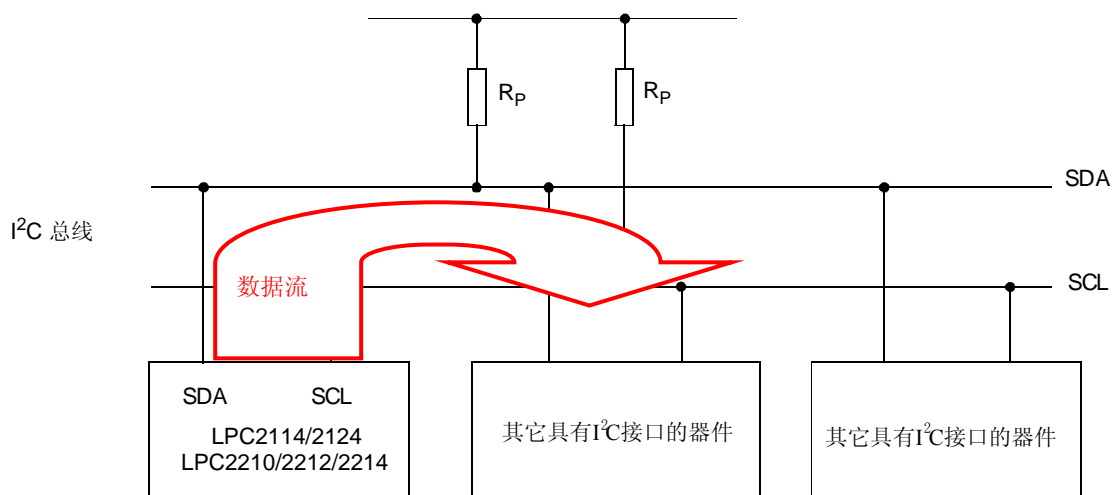 R_P
R_P
SDA
I²C 总线
SCL
数据流
SDA SCL
LPC2114/2124
LPC2210/2212/2214
其它具有I²C接口的器件
其它具有I²C接口的器件